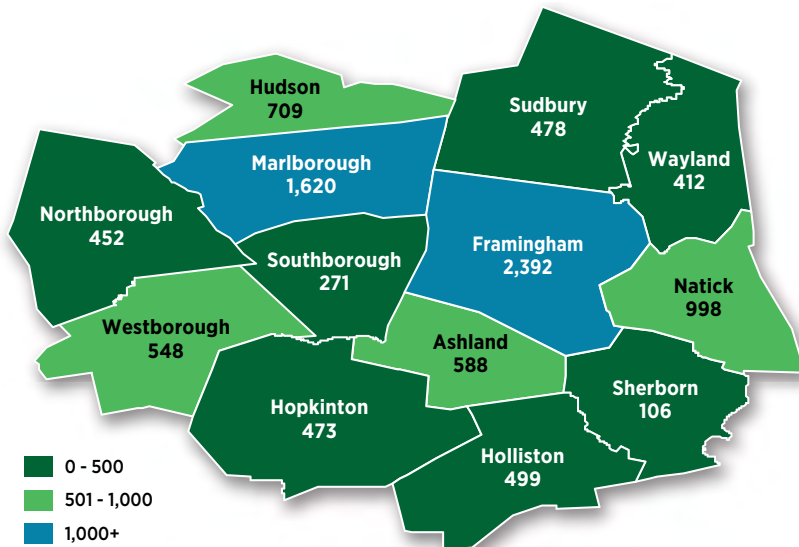 Hudson
709
Sudbury
478
Marlborough
1,620
Wayland
412
Northborough
452
Framingham
2,392
Southborough
271
Natick
998
Westborough
548
Ashland
588
Sherborn
106
Hopkinton
473
Holliston
499
0 - 500
501 - 1,000
1,000+